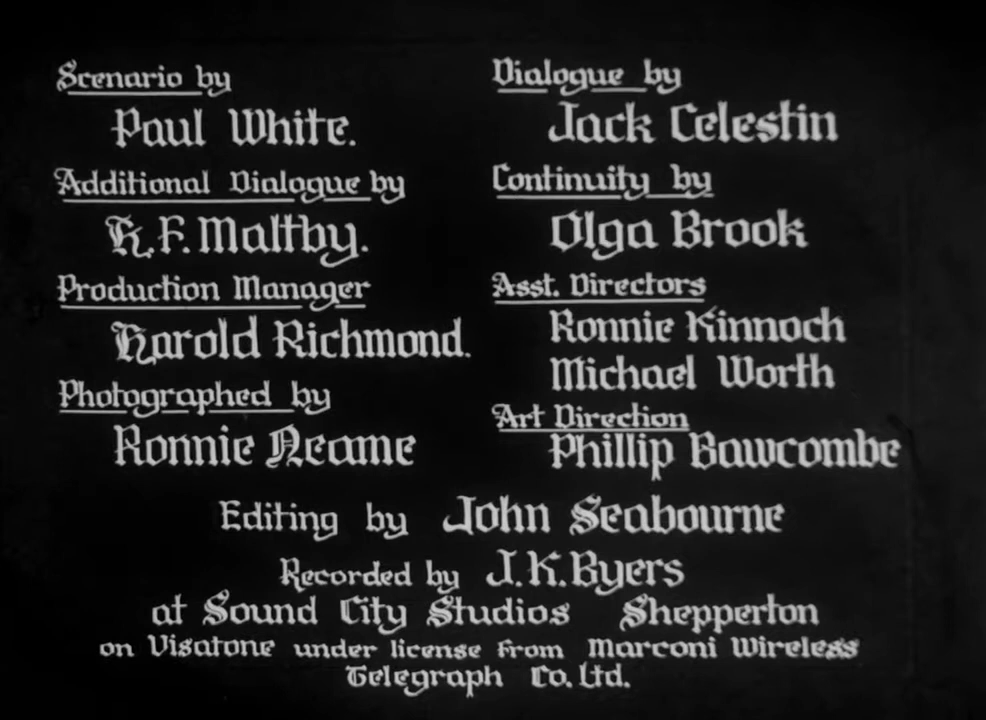 Scenario by
Paul White.
Additional Dialogue by
K.F. Maltby.
Production Manager
Harold Richmond.
Photographed by
Ronnie Neame
Dialogue by
Jack Celestin
Continuity by
Olga Brook
Asst. Directors
Ronnie Kinnoch
Michael Worth
Art Direction
Phillip Bawcombe
Editing by John Seabourne
Recorded by J.K. Byers
at Sound City Studios Shepperton
on Visatone under license from Marconi Wireless
Telegraph Co. Ltd.